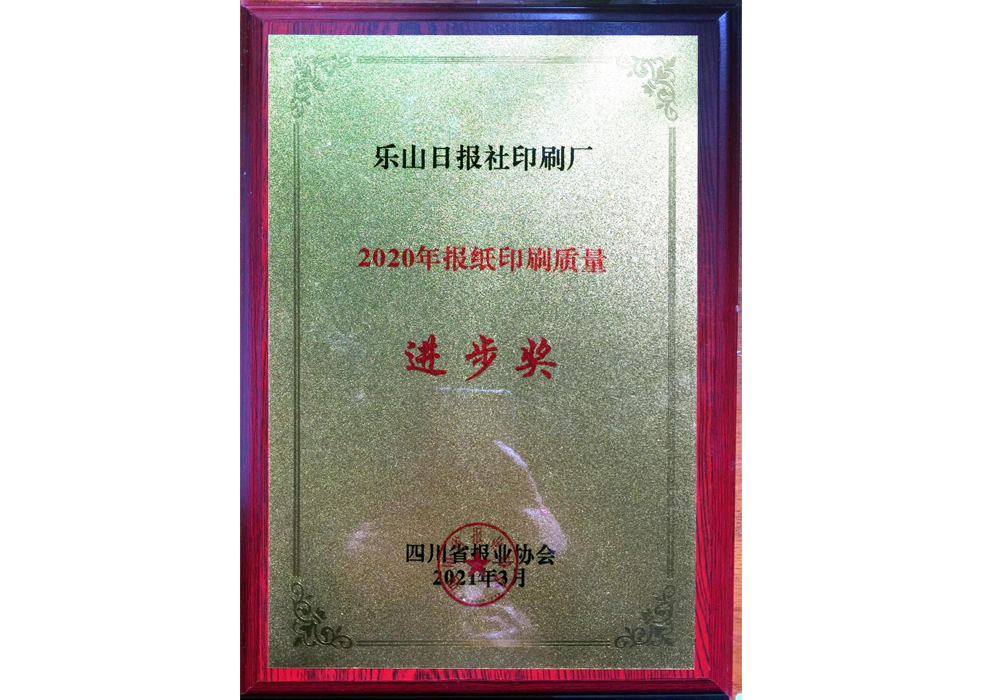 乐山日报社印刷厂
2020年报纸印刷质量
进步奖
四川省报业协会
2021年3月